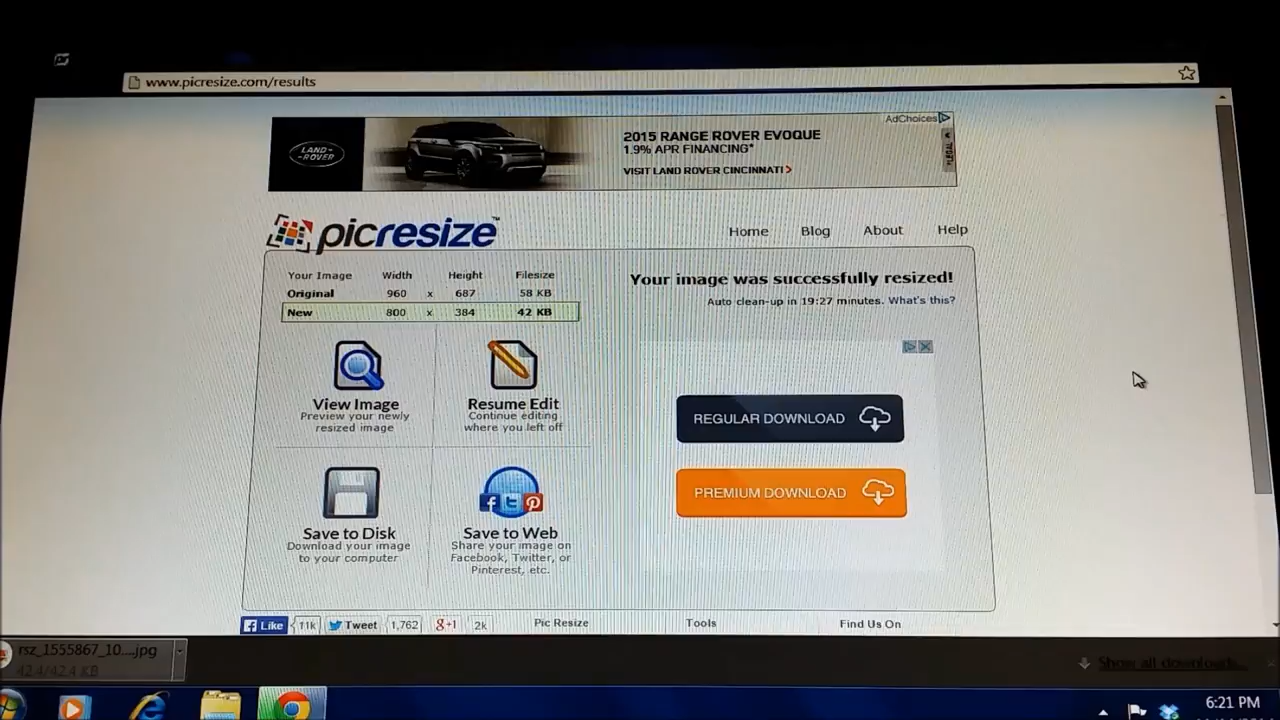 www.picresize.com/results
AdChoices
LAND-
-ROVER
2015 RANGE ROVER EVOQUE
1.9% APR FINANCING*
VISIT LAND ROVER CINCINNATI >
LEGAL
picresize™
Home Blog About Help
Your Image Width Height Filesize
Original 960 x 687 58 KB
New 800 x 384 42 KB
Your image was successfully resized!
Auto clean-up in 19:27 minutes. What's this?
View Image
Preview your newly
resized image
Resume Edit
Continue editing
where you left off
REGULAR DOWNLOAD
PREMIUM DOWNLOAD
Save to Disk
Download your image
to your computer
Save to Web
Share your image on
Facebook, Twitter, or
Pinterest, etc.
Like 11k Tweet 1,762 g+1 2k
Pic Resize Tools Find Us On
rsz_1555867_10....jpg
42.4/42.4 KB
Show all downloads...
6:21 PM